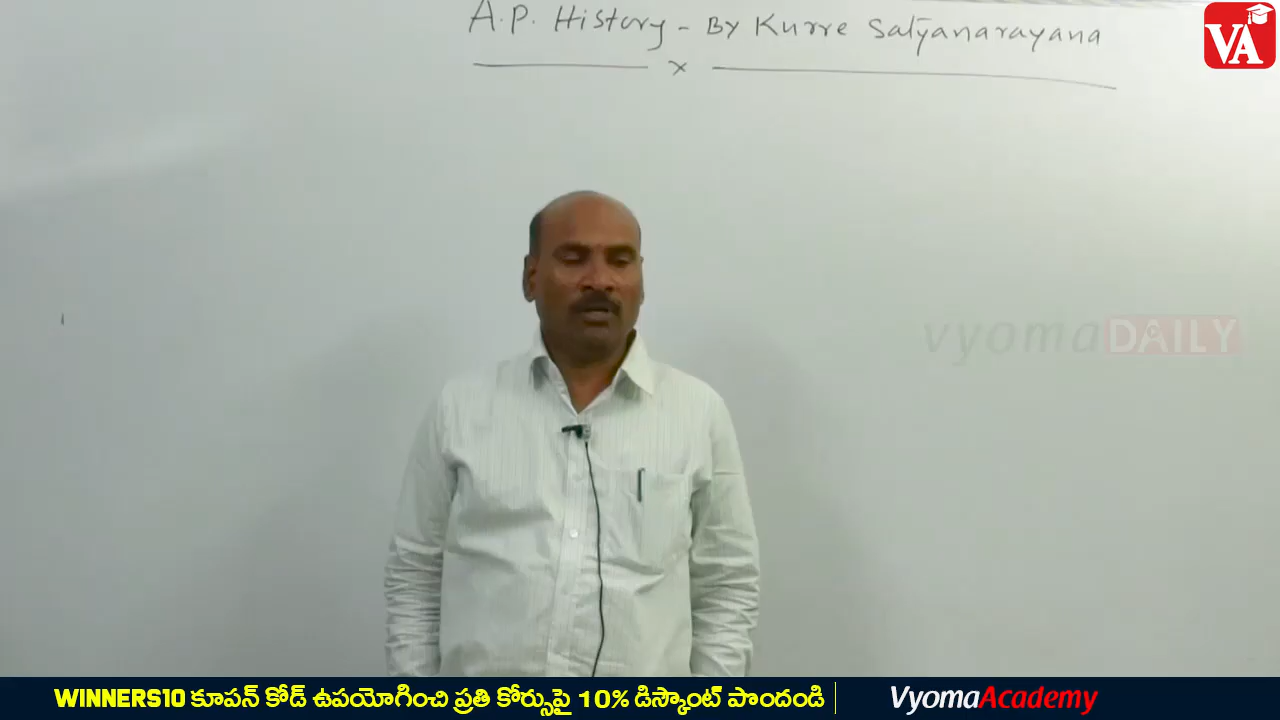 A.P. History - By Kurre Satyanarayana
x
VA
vyomaDAILY
WINNERS10 కూపన్ కోడ్ ఉపయోగించి ప్రతి కోర్సుపై 10% డిస్కౌంట్ పొందండి
VyomaAcademy